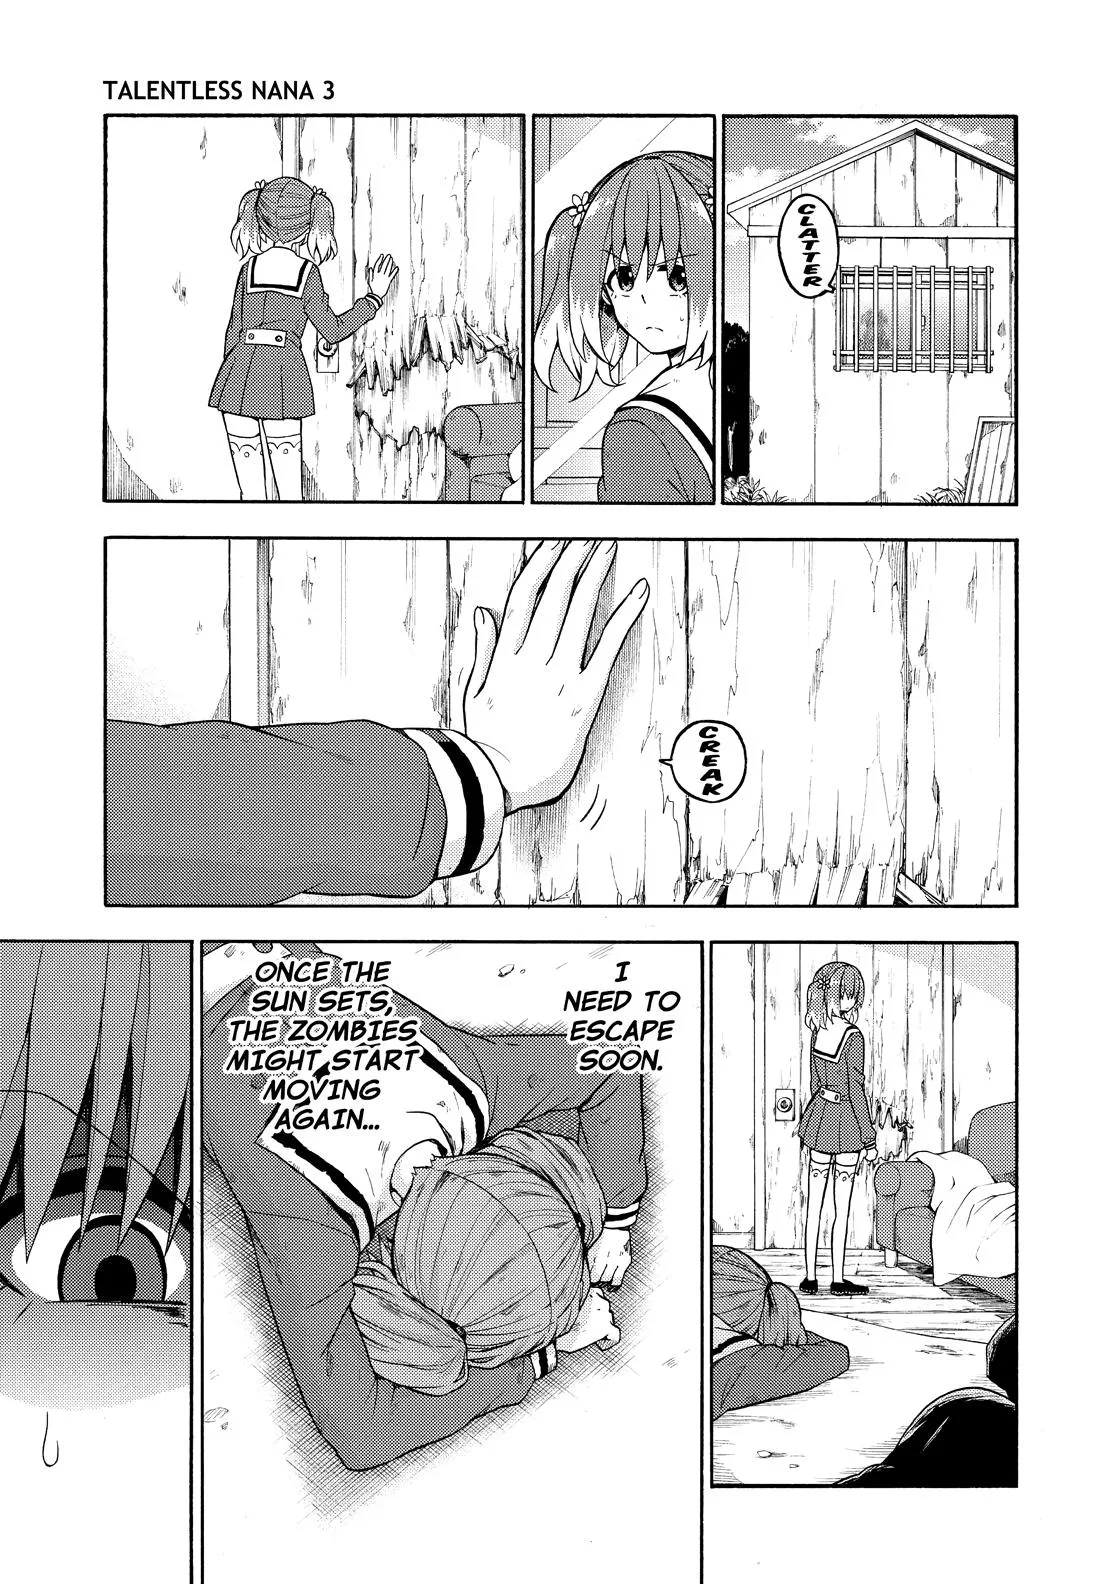 TALENTLESS NANA 3
CLATTER
CREAK
I
NEED TO
ESCAPE
SOON.
ONCE THE
SUN SETS,
THE ZOMBIES
MIGHT START
MOVING
AGAIN...